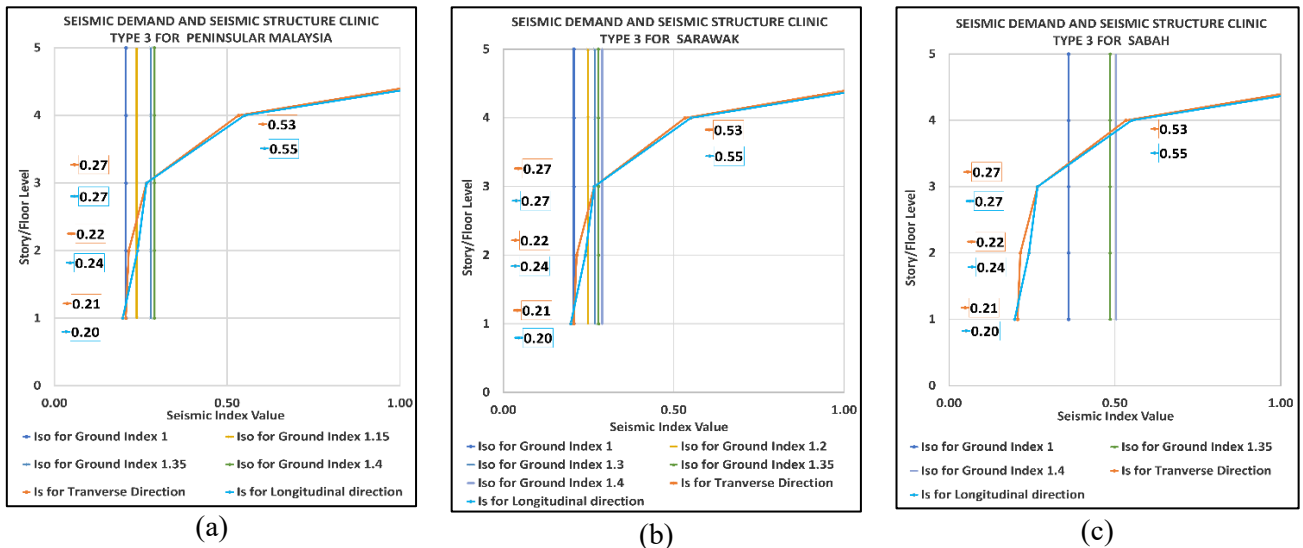 SEISMIC DEMAND AND SEISMIC STRUCTURE CLINIC
TYPE 3 FOR PENINSULAR MALAYSIA
5
4
3
2
1
0
Story/Floor Level
0.53
0.55
0.27
0.27
0.22
0.24
0.21
0.20
0.00
0.50
1.00
Seismic Index Value
Iso for Ground Index 1
Iso for Ground Index 1.15
Iso for Ground Index 1.35
Iso for Ground Index 1.4
Is for Tranverse Direction
Is for Longitudinal direction
(a)
SEISMIC DEMAND AND SEISMIC STRUCTURE CLINIC
TYPE 3 FOR SARAWAK
5
4
3
2
1
0
Story/Floor Level
0.53
0.55
0.27
0.27
0.22
0.24
0.21
0.20
0.00
0.50
1.00
Seismic Index Value
Iso for Ground Index 1
Iso for Ground Index 1.2
Iso for Ground Index 1.3
Iso for Ground Index 1.35
Iso for Ground Index 1.4
Is for Tranverse Direction
Is for Longitudinal direction
(b)
SEISMIC DEMAND AND SEISMIC STRUCTURE CLINIC
TYPE 3 FOR SABAH
5
4
3
2
1
0
Story/Floor Level
0.53
0.55
0.27
0.27
0.22
0.24
0.21
0.20
0.00
0.50
1.00
Seismic Index Value
Iso for Ground Index 1
Iso for Ground Index 1.35
Iso for Ground Index 1.4
Is for Tranverse Direction
Is for Longitudinal direction
(c)